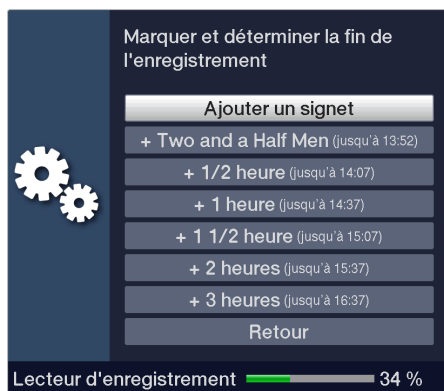 Marquer et déterminer la fin de
l'enregistrement
Ajouter un signet
+ Two and a Half Men (jusqu'à 13:52)
+ 1/2 heure (jusqu'à 14:07)
+ 1 heure (jusqu'à 14:37)
+ 1 1/2 heure (jusqu'à 15:07)
+ 2 heures (jusqu'à 15:37)
+ 3 heures (jusqu'à 16:37)
Retour
Lecteur d'enregistrement 34 %